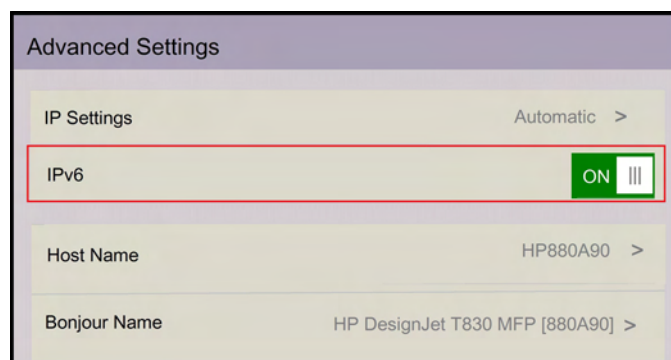 Advanced Settings
IP Settings Automatic >
IPv6 ON
Host Name HP880A90 >
Bonjour Name HP DesignJet T830 MFP [880A90] >